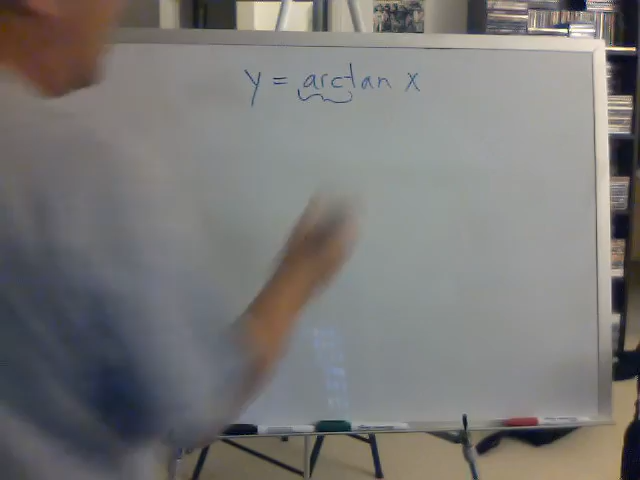 y = arctan x